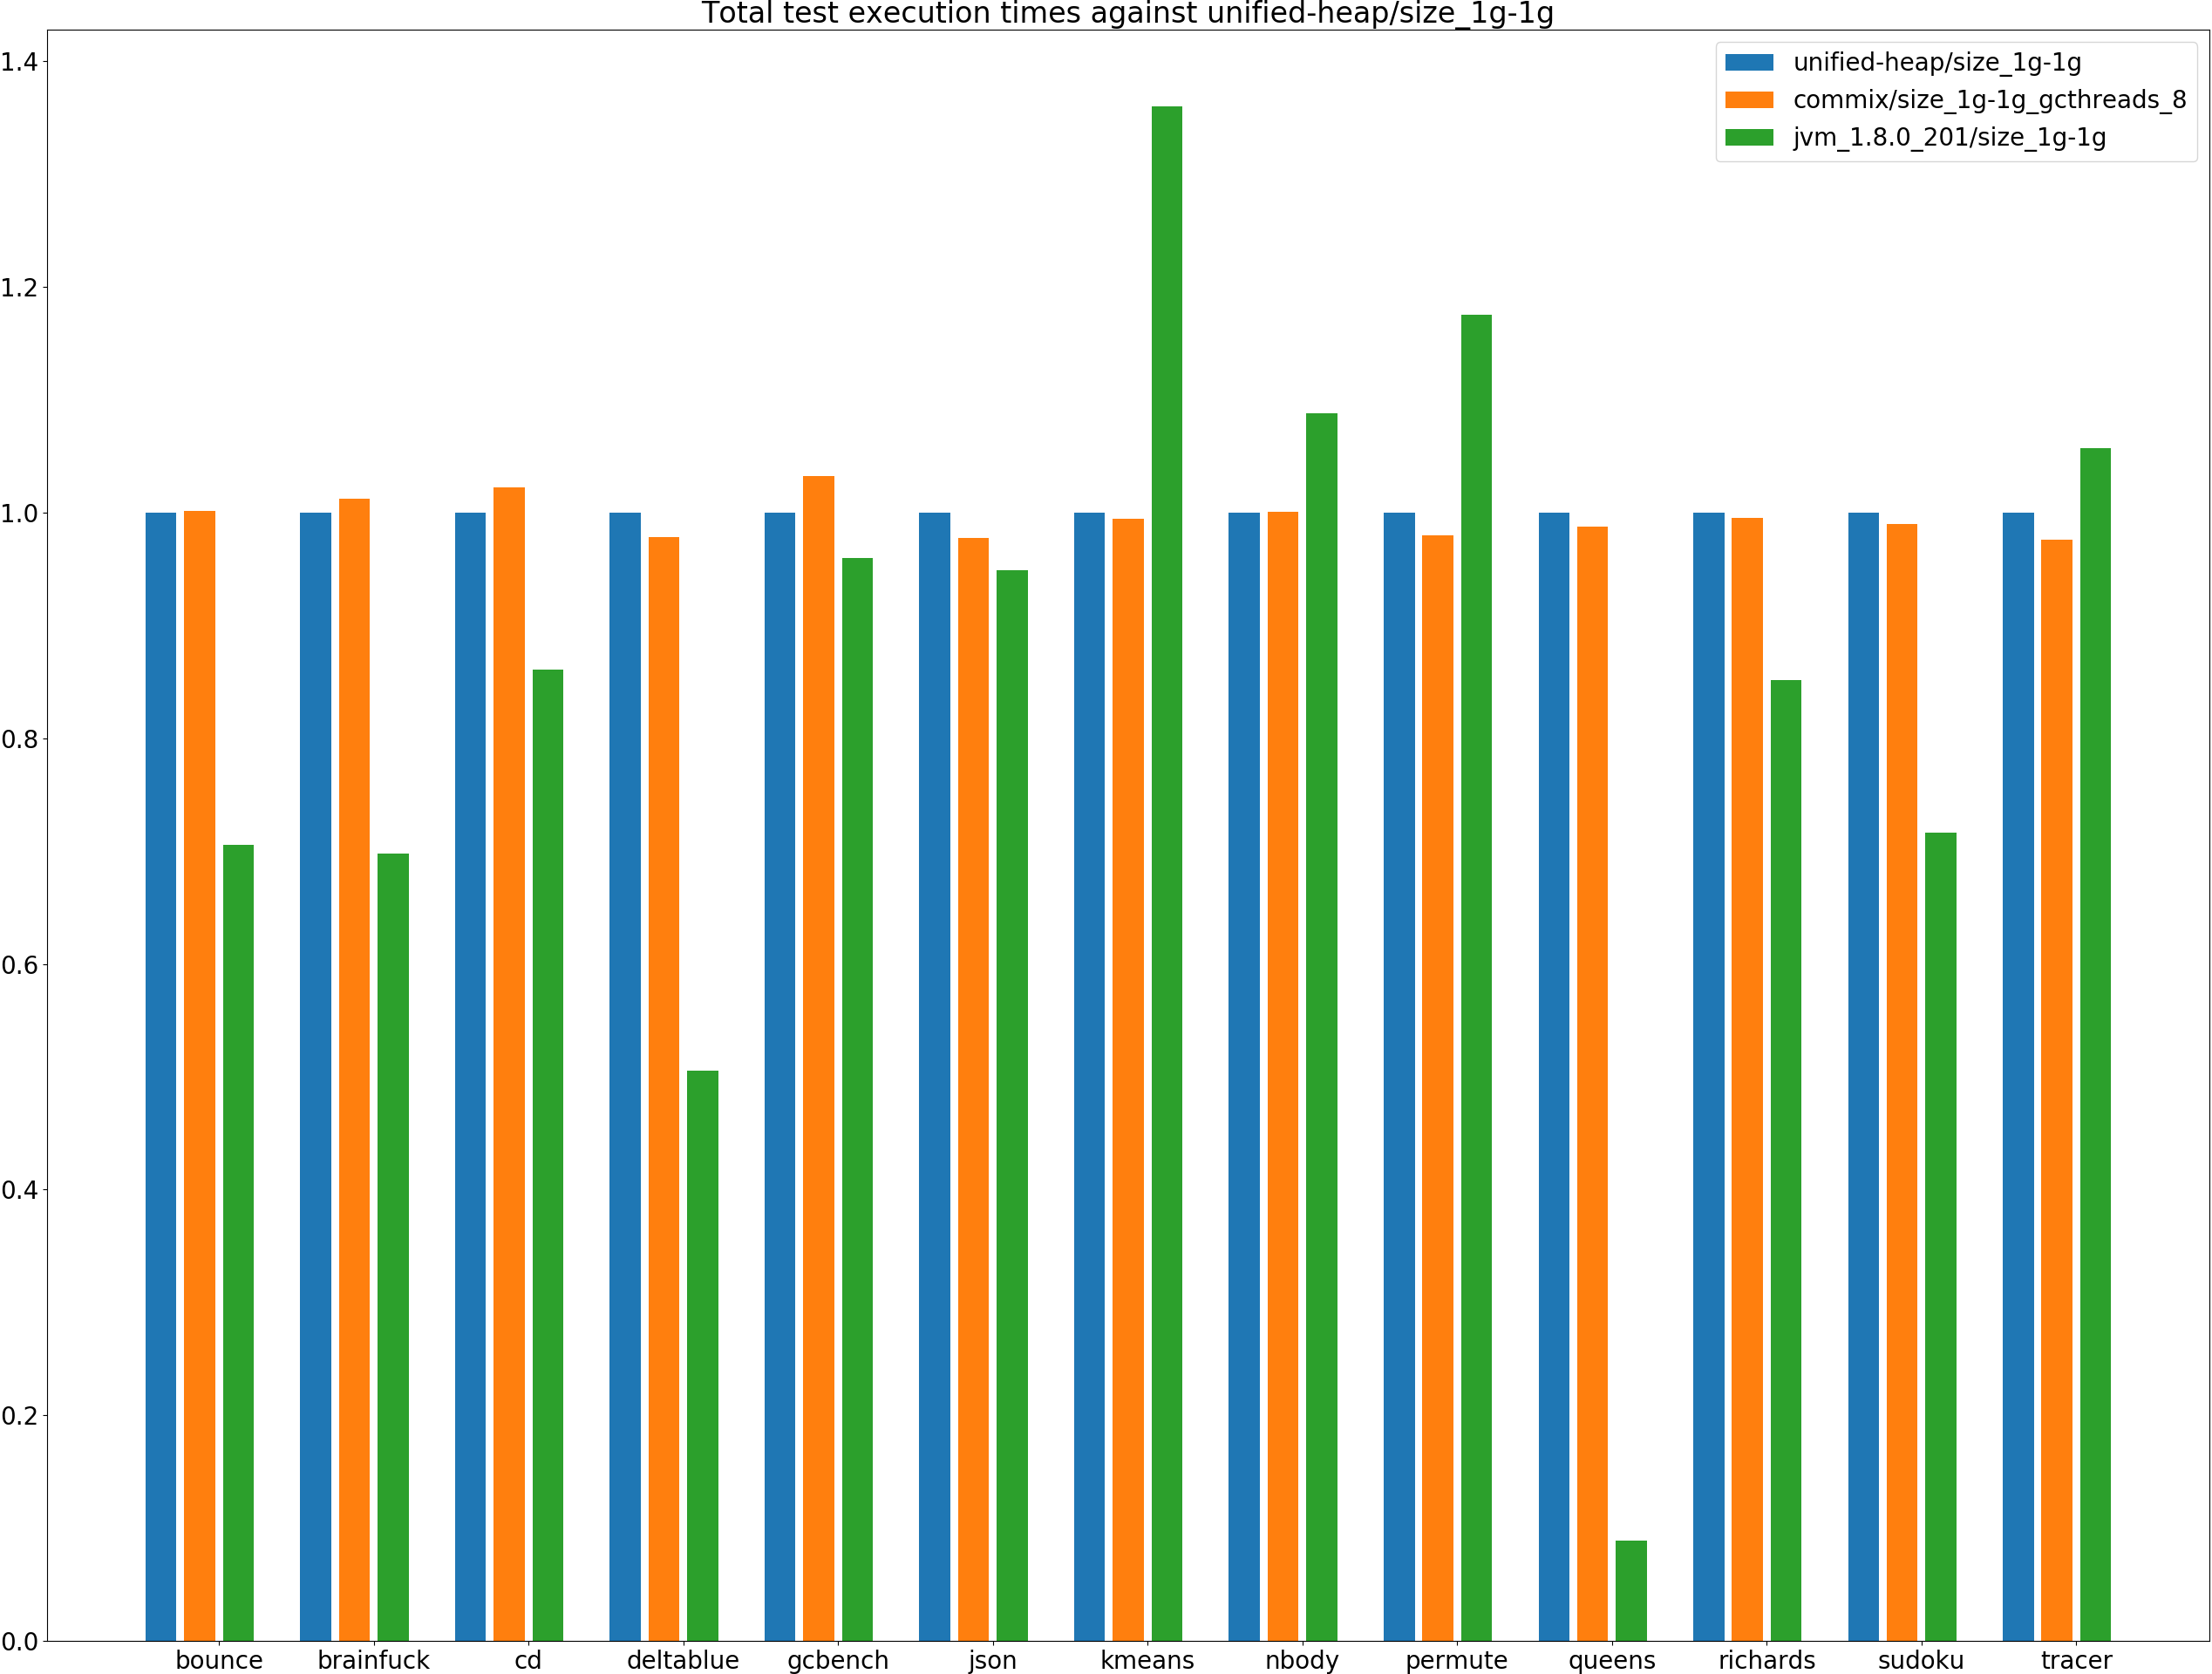 Total test execution times against unified-heap/size_1g-1g
unified-heap/size_1g-1g
commix/size_1g-1g_gcthreads_8
jvm_1.8.0_201/size_1g-1g
1.4
1.2
1.0
0.8
0.6
0.4
0.2
0.0
bounce brainfuck cd deltablue gcbench json kmeans nbody permute queens richards sudoku tracer